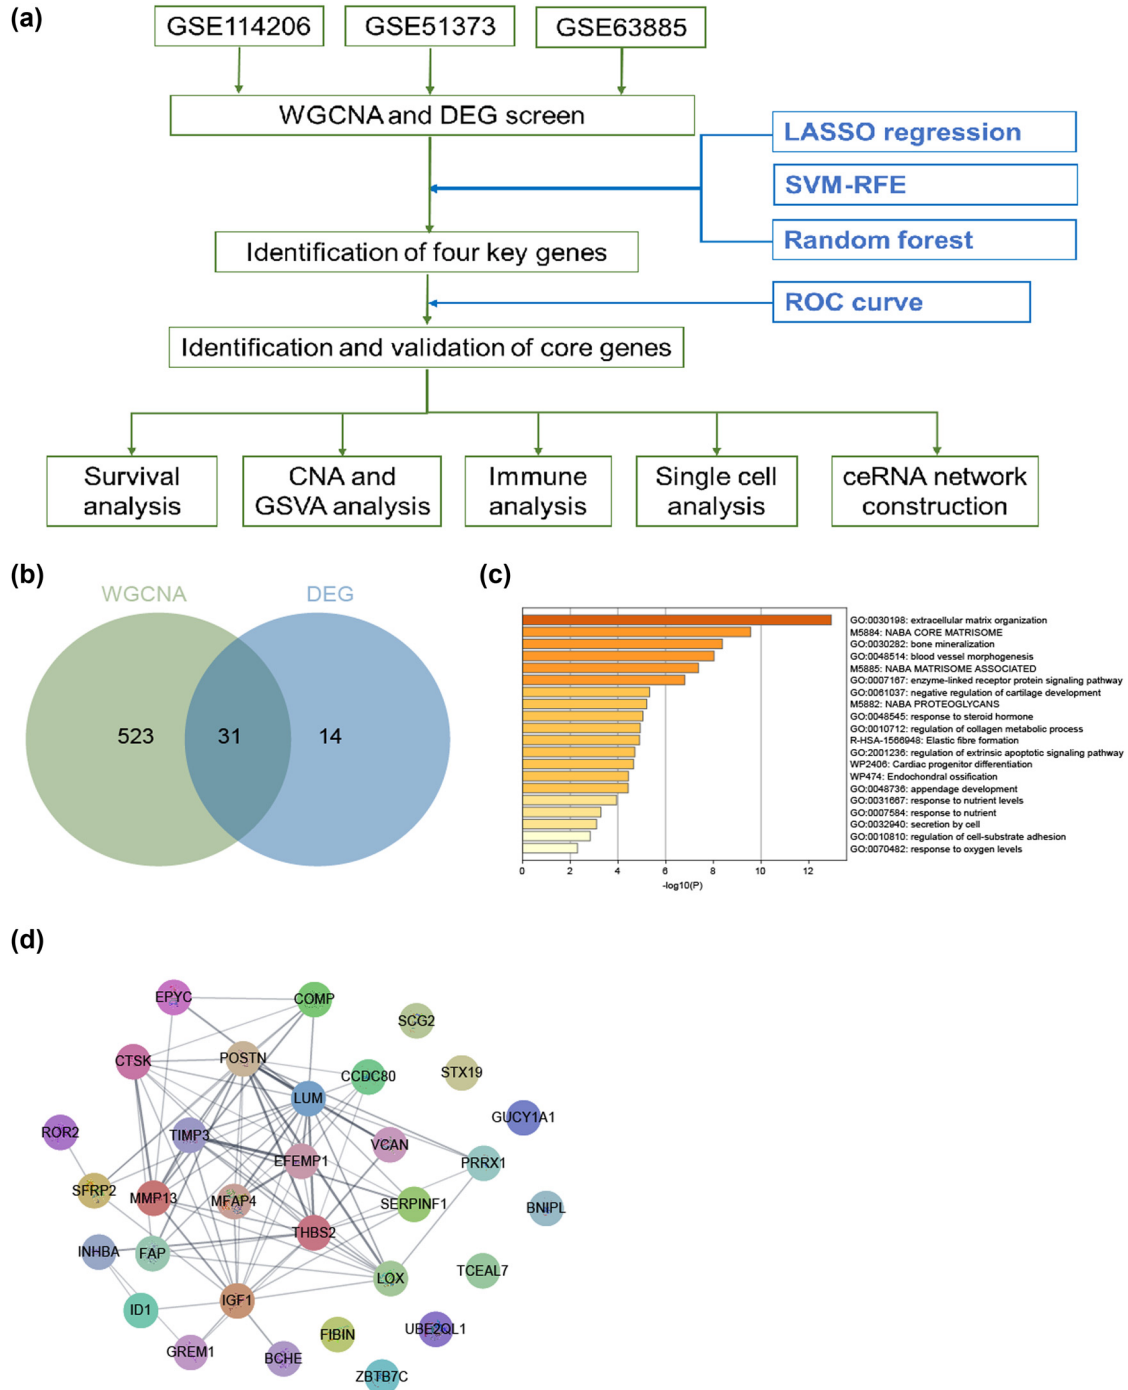 (a)
GSE114206
GSE51373
GSE63885
WGCNA and DEG screen
LASSO regression
SVM-RFE
Random forest
Identification of four key genes
ROC curve
Identification and validation of core genes
Survival
analysis
CNA and
GSVA analysis
Immune
analysis
Single cell
analysis
ceRNA network
construction
(b)
WGCNA
DEG
523
31
14
(c)
GO:0030198: extracellular matrix organization
M5884: NABA CORE MATRISOME
GO:0030282: bone mineralization
GO:0048514: blood vessel morphogenesis
M5885: NABA MATRISOME ASSOCIATED
GO:0007167: enzyme-linked receptor protein signaling pathway
GO:0061037: negative regulation of cartilage development
M5882: NABA PROTEOGLYCANS
GO:0048545: response to steroid hormone
GO:0010712: regulation of collagen metabolic process
R-HSA-1566948: Elastic fibre formation
GO:2001236: regulation of extrinsic apoptotic signaling pathway
WP2406: Cardiac progenitor differentiation
WP474: Endochondral ossification
GO:0048736: appendage development
GO:0031667: response to nutrient levels
GO:0007584: response to nutrient
GO:0032940: secretion by cell
GO:0010810: regulation of cell-substrate adhesion
GO:0070482: response to oxygen levels
0 2 4 6 8 10 12
-log10(P)
(d)
EPYC
COMP
SCG2
CTSK
POSTN
CCDC80
STX19
LUM
GUCY1A1
ROR2
TIMP3
VCAN
EFEMP1
PRRX1
SFRP2
MMP13
MFAP4
SERPINF1
BNIPL
THBS2
INHBA
FAP
LOX
TCEAL7
ID1
IGF1
FIBIN
UBE2QL1
GREM1
BCHE
ZBTB7C